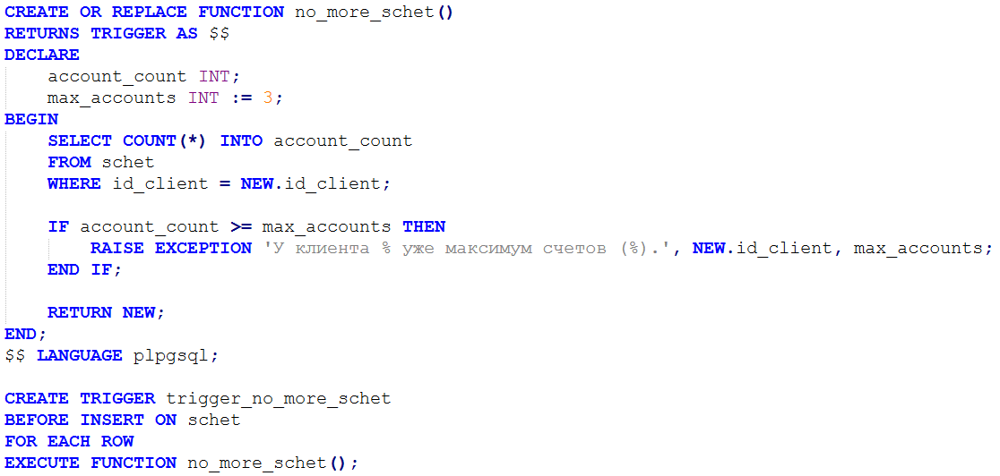 CREATE OR REPLACE FUNCTION no_more_schet()
RETURNS TRIGGER AS $$
DECLARE
    account_count INT;
    max_accounts INT := 3;
BEGIN
    SELECT COUNT(*) INTO account_count
    FROM schet
    WHERE id_client = NEW.id_client;

    IF account_count >= max_accounts THEN
        RAISE EXCEPTION 'У клиента % уже максимум счетов (%).', NEW.id_client, max_accounts;
    END IF;

    RETURN NEW;
END;
$$ LANGUAGE plpgsql;

CREATE TRIGGER trigger_no_more_schet
BEFORE INSERT ON schet
FOR EACH ROW
EXECUTE FUNCTION no_more_schet();